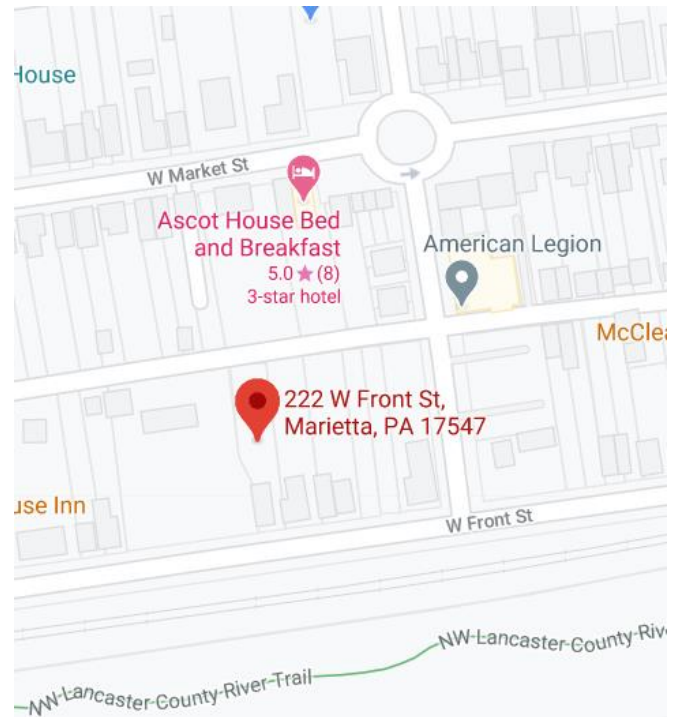 House
W Market St
Ascot House Bed
and Breakfast
5.0 ★ (8)
3-star hotel
American Legion
McClea
222 W Front St,
Marietta, PA 17547
use Inn
W Front St
NW-Lancaster-County-Riv
NW-Lancaster-County-River-Trail